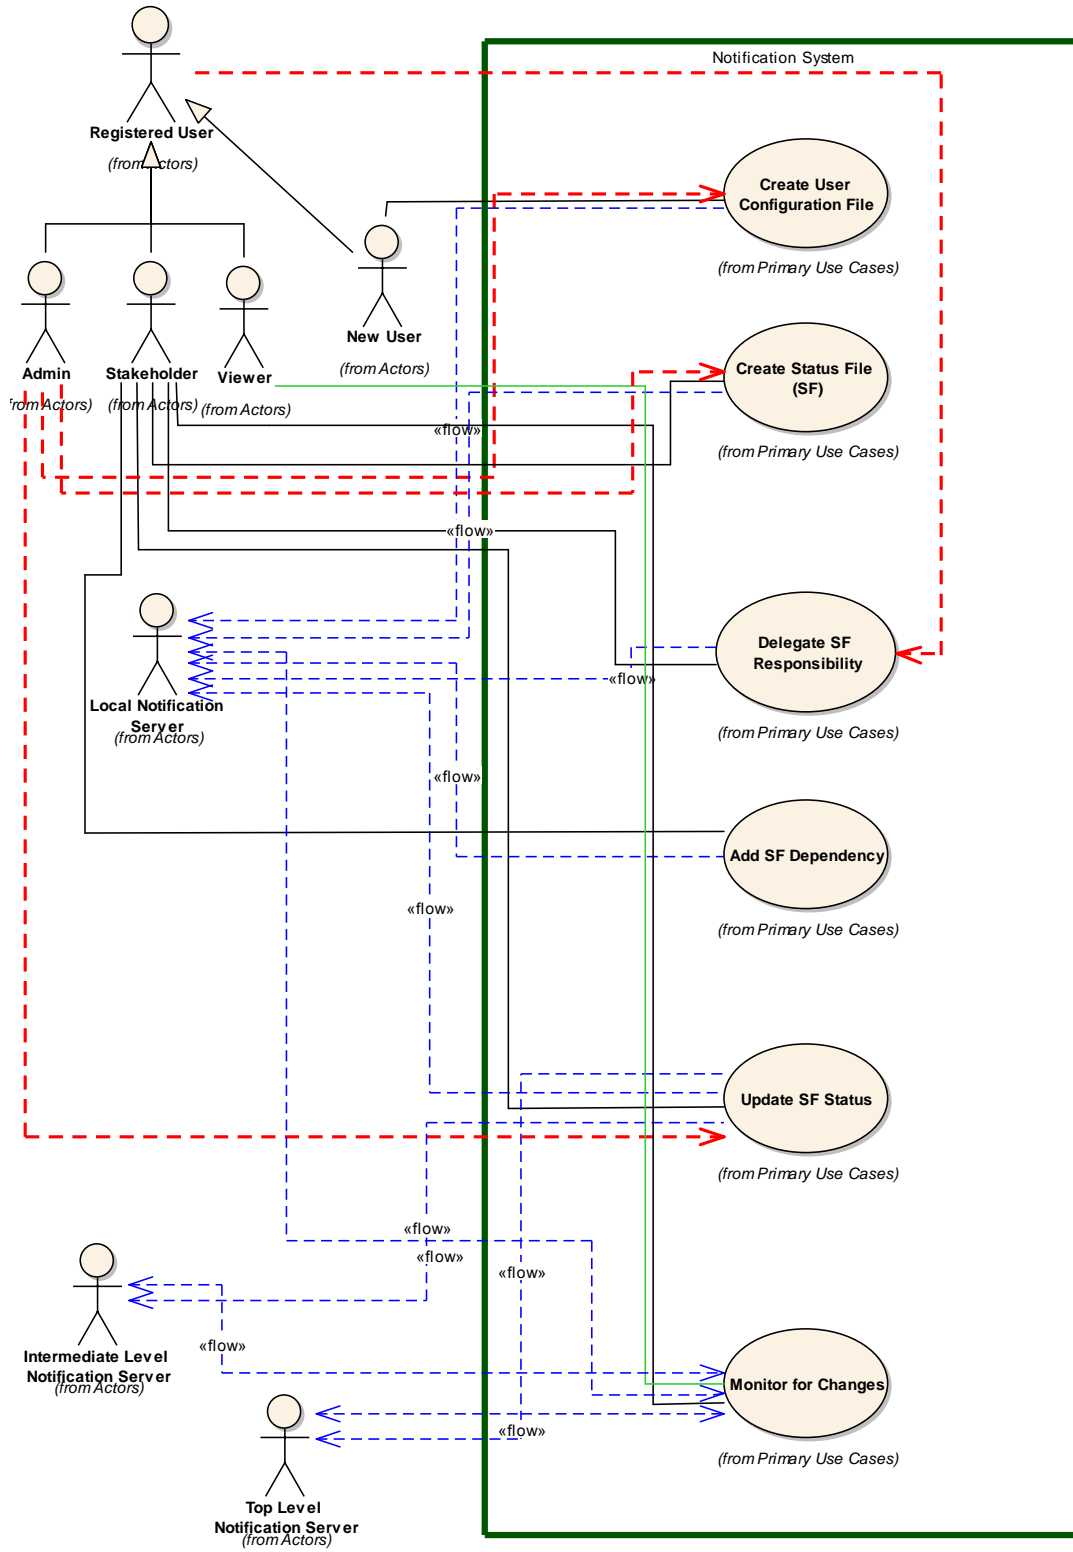 Notification System
Registered User
(from Actors)
Create User
Configuration File
(from Primary Use Cases)
New User
(from Actors)
Admin
from Actors)
Stakeholder
(from Actors)
Viewer
(from Actors)
Create Status File
(SF)
(from Primary Use Cases)
«flow»
«flow»
Delegate SF
Responsibility
(from Primary Use Cases)
«flow»
Local Notification
Server
(from Actors)
«flow»
Add SF Dependency
(from Primary Use Cases)
«flow»
Update SF Status
(from Primary Use Cases)
«flow»
«flow»
«flow»
Intermediate Level
Notification Server
(from Actors)
«flow»
Monitor for Changes
(from Primary Use Cases)
«flow»
Top Level
Notification Server
(from Actors)